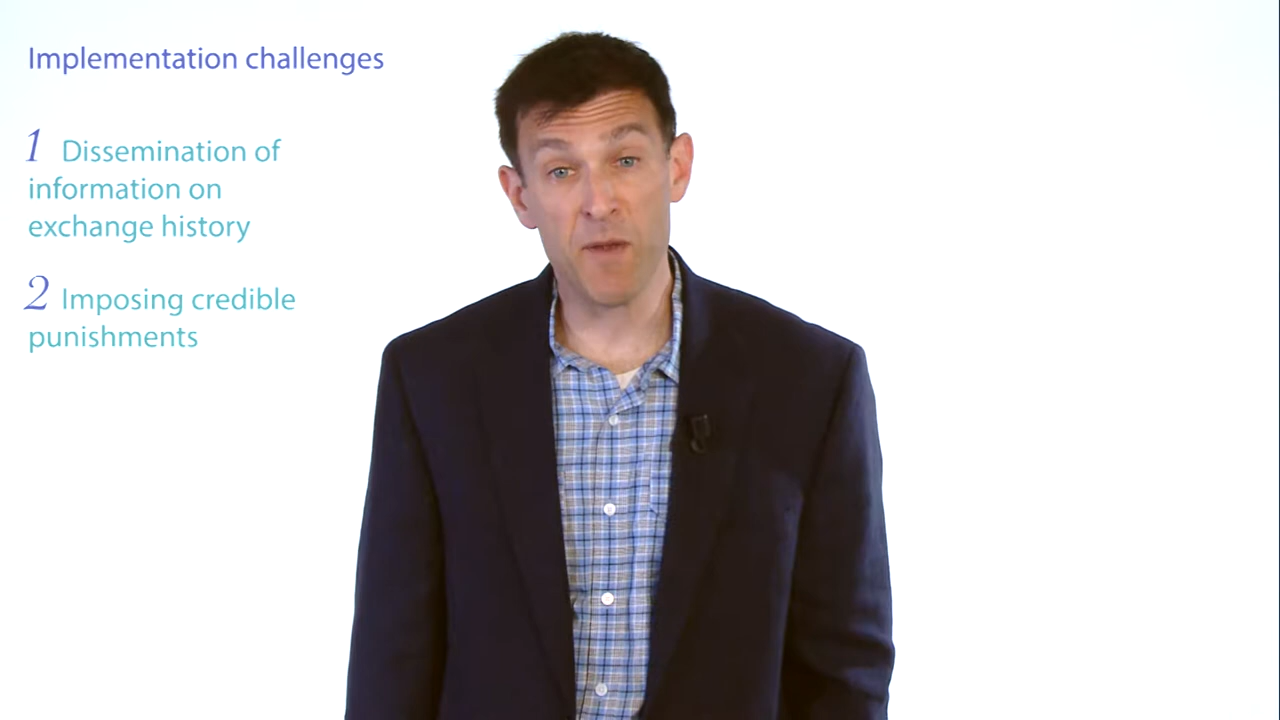 Implementation challenges
1 Dissemination of
information on
exchange history
2 Imposing credible
punishments